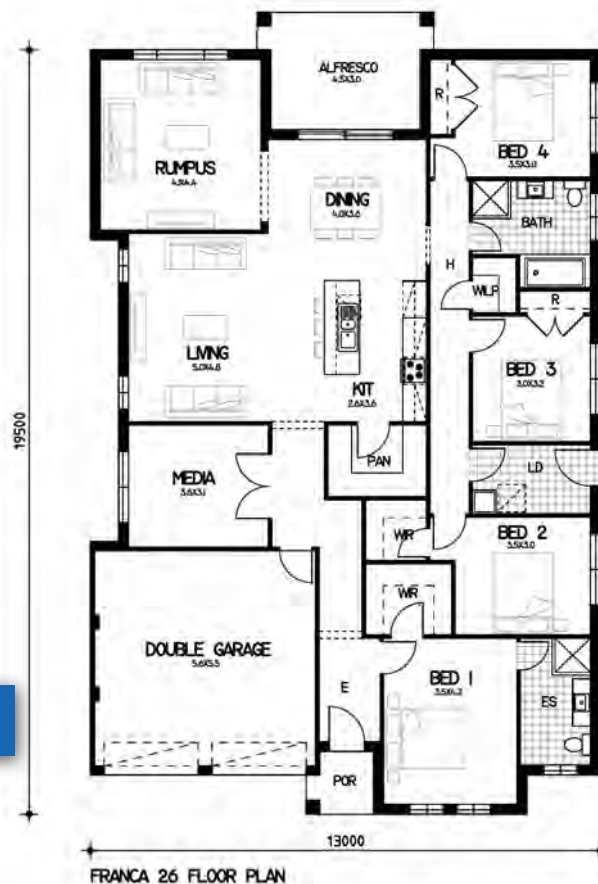 ALFRESCO
4.5X3.0
R
BED 4
3.5X3.0
RUMPUS
4.3X4.4
DINING
4.0X3.6
BATH
H
WLP
R
LIVING
5.0X4.8
KIT
2.6X3.6
BED 3
3.0X3.2
19500
MEDIA
3.6X3.1
PAN
LD
WIR
BED 2
3.5X3.0
WIR
DOUBLE GARAGE
5.6X5.5
E
BED 1
3.5X4.2
ES
POR
13000
FRANCA 26 FLOOR PLAN